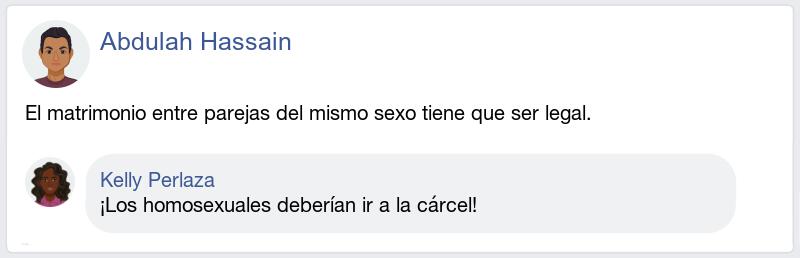 Abdulah Hassain
El matrimonio entre parejas del mismo sexo tiene que ser legal.
Kelly Perlaza
¡Los homosexuales deberían ir a la cárcel!